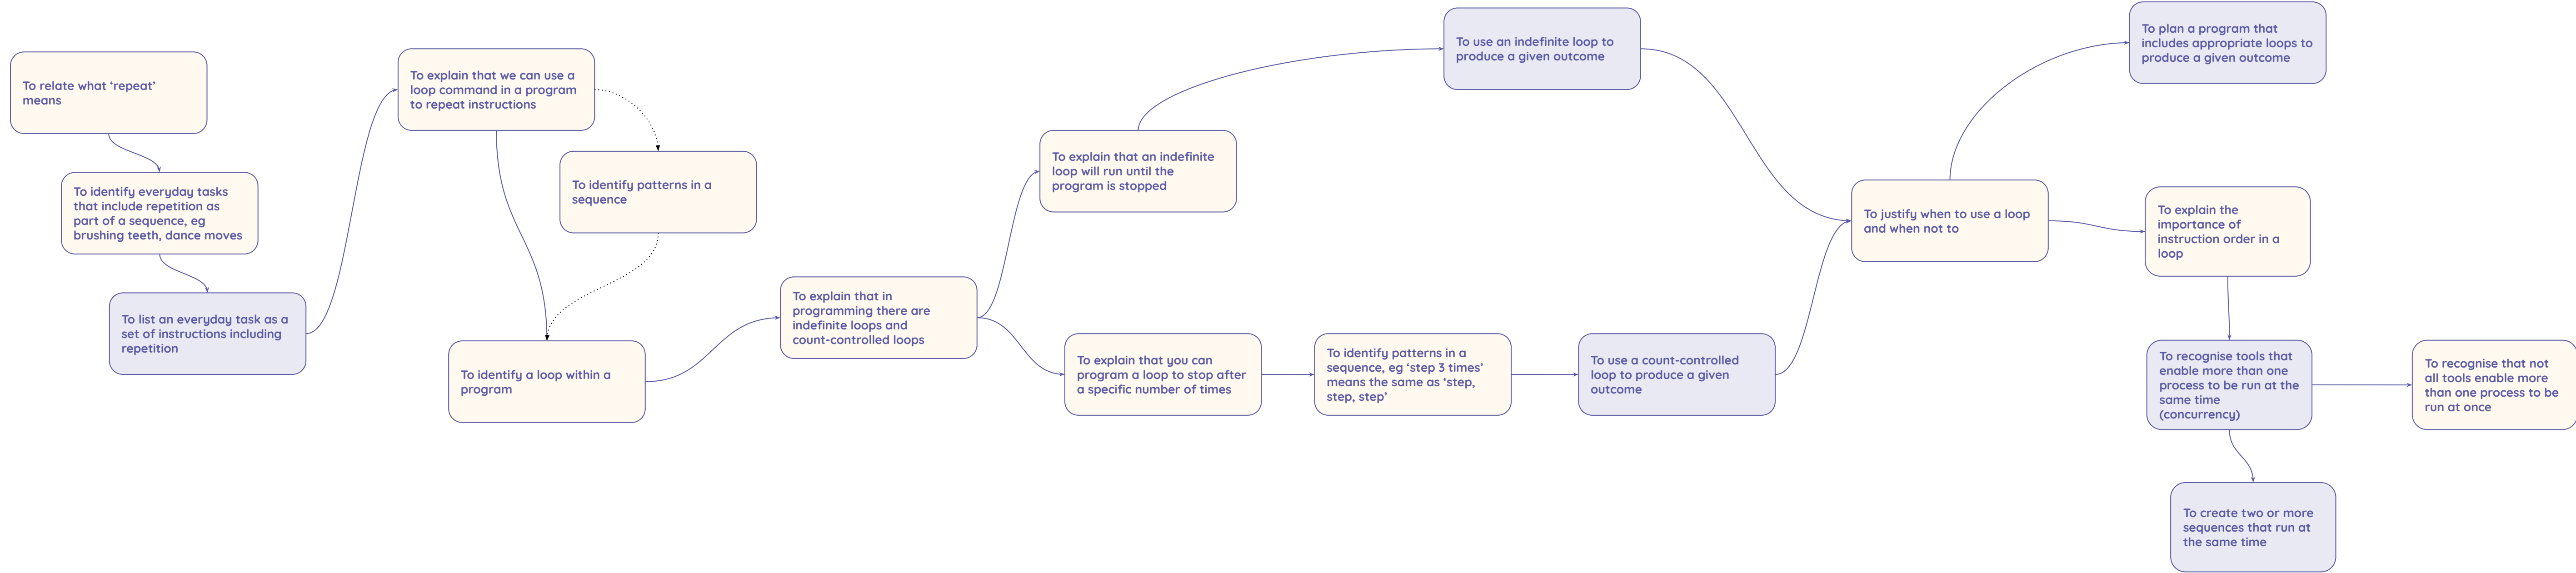 To relate what ‘repeat’
means
To identify everyday tasks
that include repetition as
part of a sequence, eg
brushing teeth, dance moves
To list an everyday task as a
set of instructions including
repetition
To explain that we can use a
loop command in a program
to repeat instructions
To identify patterns in a
sequence
To identify a loop within a
program
To explain that in
programming there are
indefinite loops and
count-controlled loops
To explain that an indefinite
loop will run until the
program is stopped
To use an indefinite loop to
produce a given outcome
To explain that you can
program a loop to stop after
a specific number of times
To identify patterns in a
sequence, eg ‘step 3 times’
means the same as ‘step,
step, step’
To use a count-controlled
loop to produce a given
outcome
To justify when to use a loop
and when not to
To plan a program that
includes appropriate loops to
produce a given outcome
To explain the
importance of
instruction order in a
loop
To recognise tools that
enable more than one
process to be run at the
same time
(concurrency)
To recognise that not
all tools enable more
than one process to be
run at once
To create two or more
sequences that run at
the same time